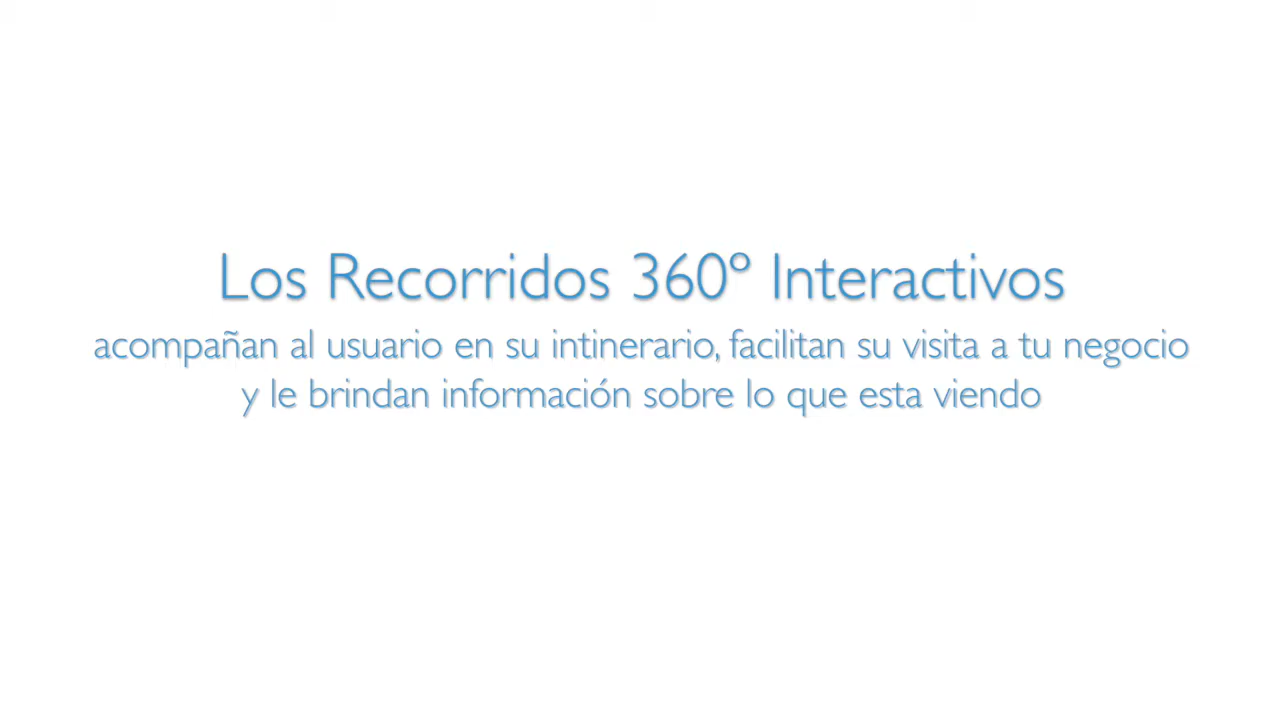 Los Recorridos 360º Interactivos
acompañan al usuario en su intinerario, facilitan su visita a tu negocio
y le brindan información sobre lo que esta viendo